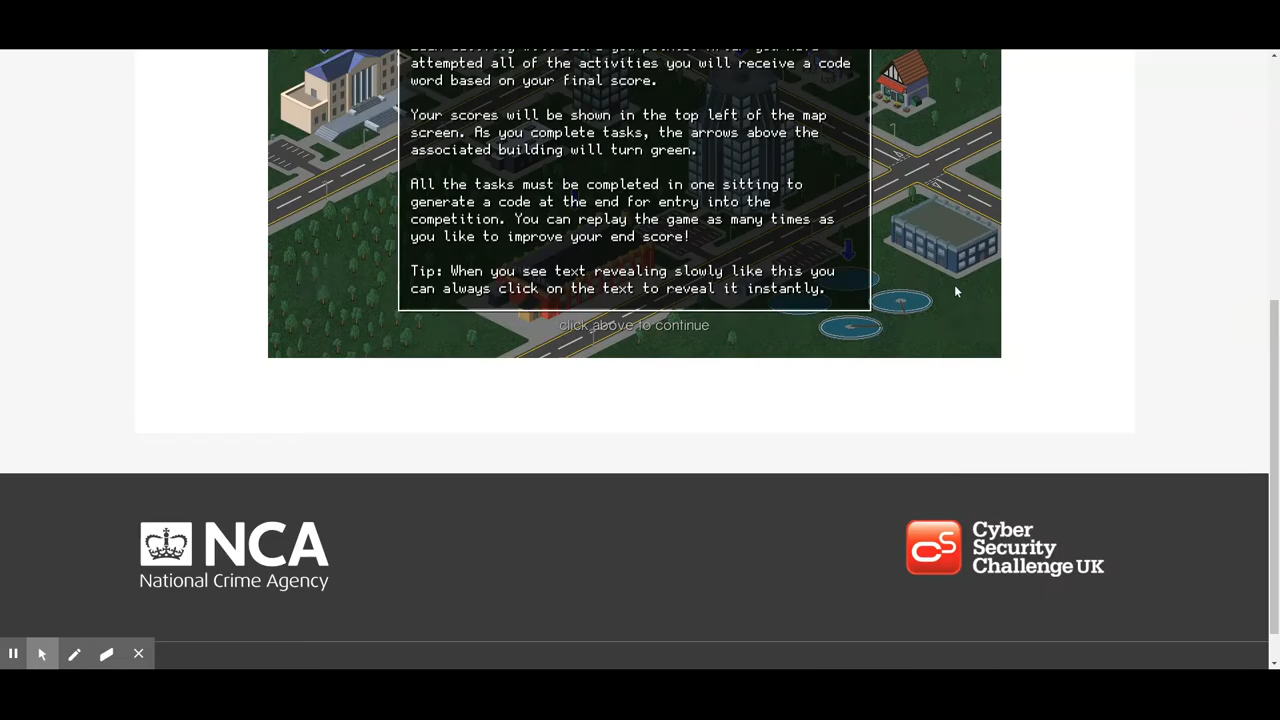 attempted all of the activities you will receive a code
word based on your final score.
Your scores will be shown in the top left of the map
screen. As you complete tasks, the arrows above the
associated building will turn green.
All the tasks must be completed in one sitting to
generate a code at the end for entry into the
competition. You can replay the game as many times as
you like to improve your end score!
Tip: When you see text revealing slowly like this you
can always click on the text to reveal it instantly.
click above to continue
NCA
National Crime Agency
CS
Cyber
Security
Challenge UK